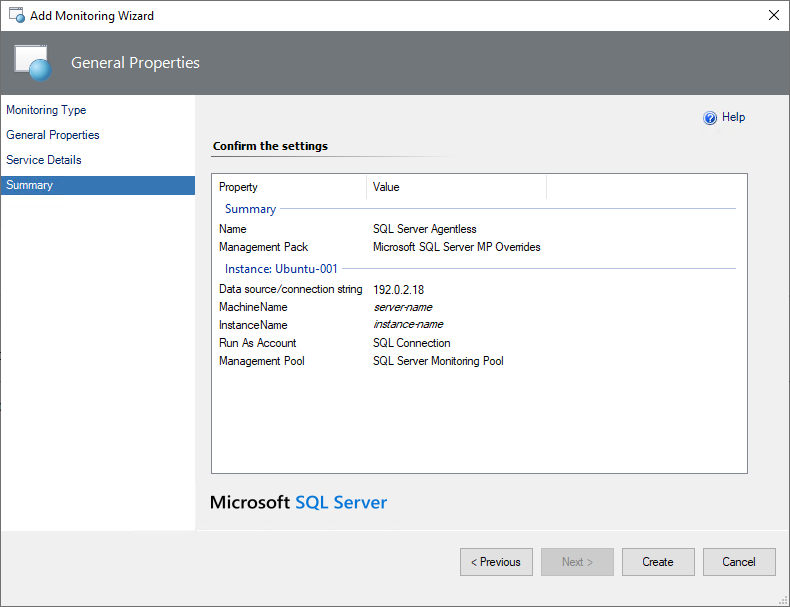 Add Monitoring Wizard
General Properties
Monitoring Type
General Properties
Service Details
Summary
Help
Confirm the settings
Property Value
Summary
Name SQL Server Agentless
Management Pack Microsoft SQL Server MP Overrides
Instance: Ubuntu-001
Data source/connection string 192.0.2.18
MachineName server-name
InstanceName instance-name
Run As Account SQL Connection
Management Pool SQL Server Monitoring Pool
Microsoft SQL Server
< Previous Next > Create Cancel